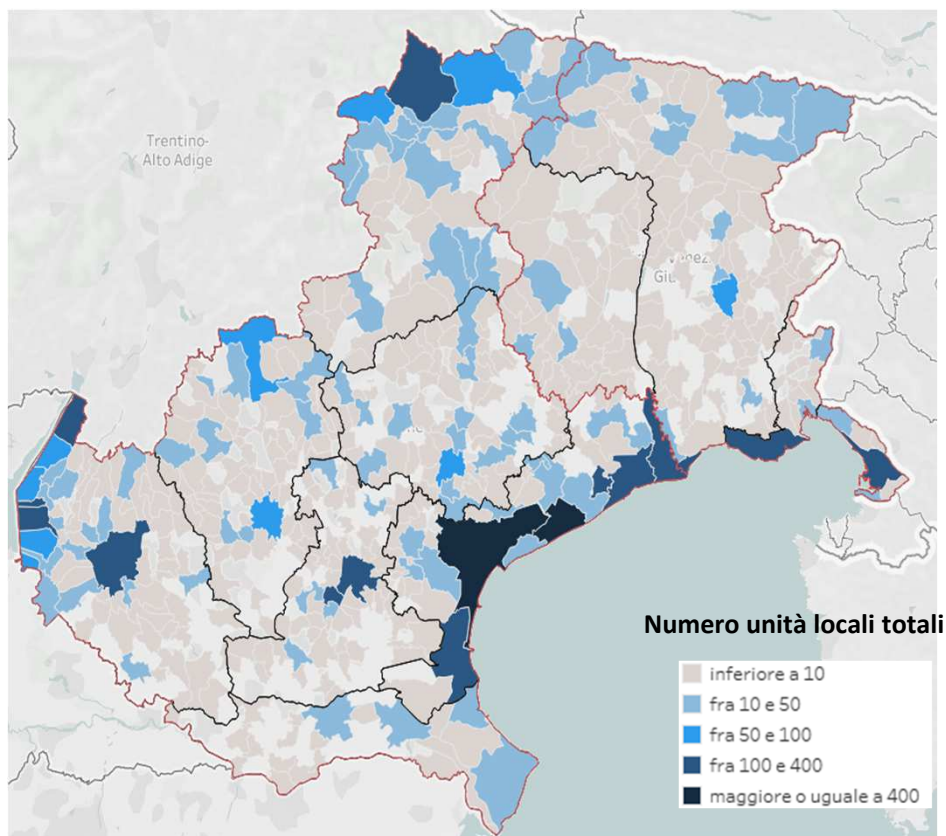 Trentino-
Alto Adige
Numero unità locali totali
inferiore a 10
fra 10 e 50
fra 50 e 100
fra 100 e 400
maggiore o uguale a 400